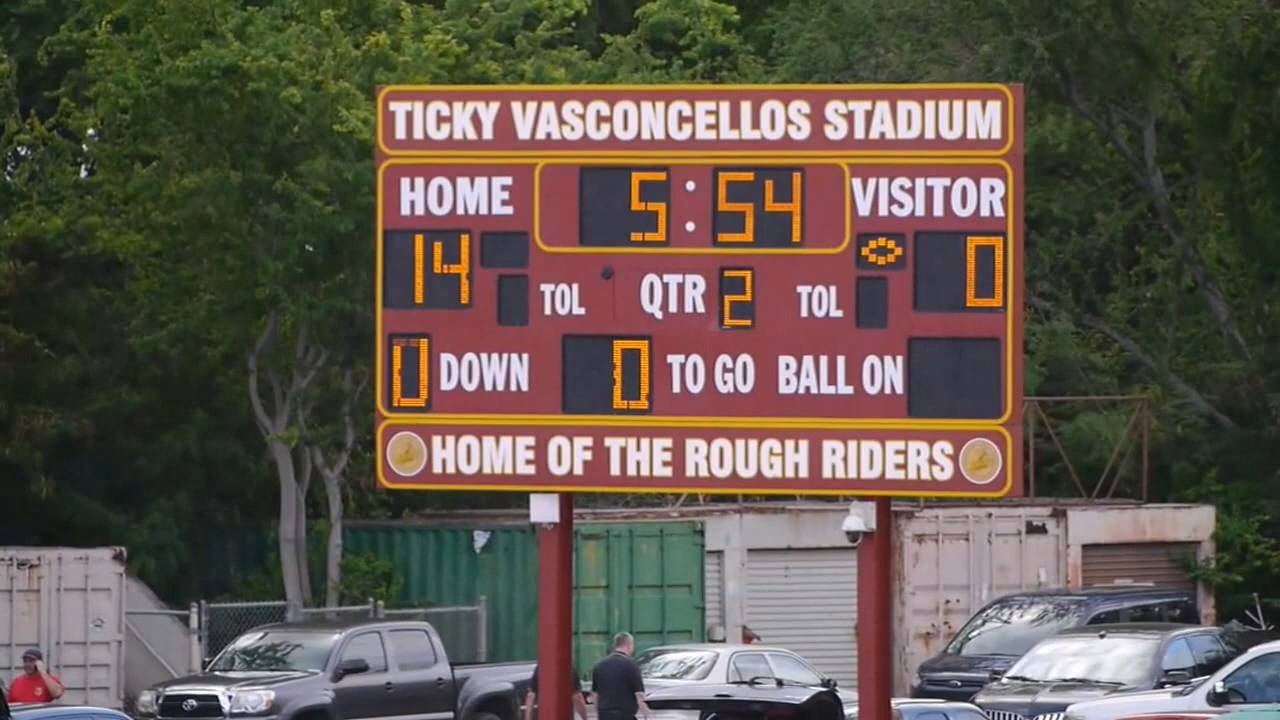 TICKY VASCONCELLOS STADIUM
HOME 5:54 VISITOR
14 TOL QTR 2 TOL 0
0 DOWN 0 TO GO BALL ON
HOME OF THE ROUGH RIDERS